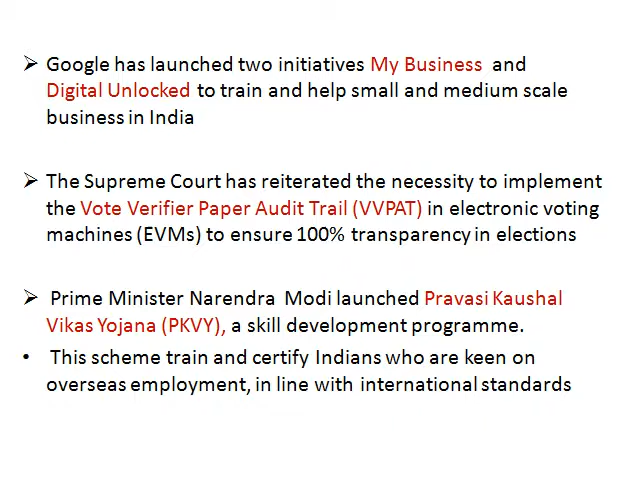 ➢ Google has launched two initiatives My Business and
Digital Unlocked to train and help small and medium scale
business in India
➢ The Supreme Court has reiterated the necessity to implement
the Vote Verifier Paper Audit Trail (VVPAT) in electronic voting
machines (EVMs) to ensure 100% transparency in elections
➢ Prime Minister Narendra Modi launched Pravasi Kaushal
Vikas Yojana (PKVY), a skill development programme.
• This scheme train and certify Indians who are keen on
overseas employment, in line with international standards